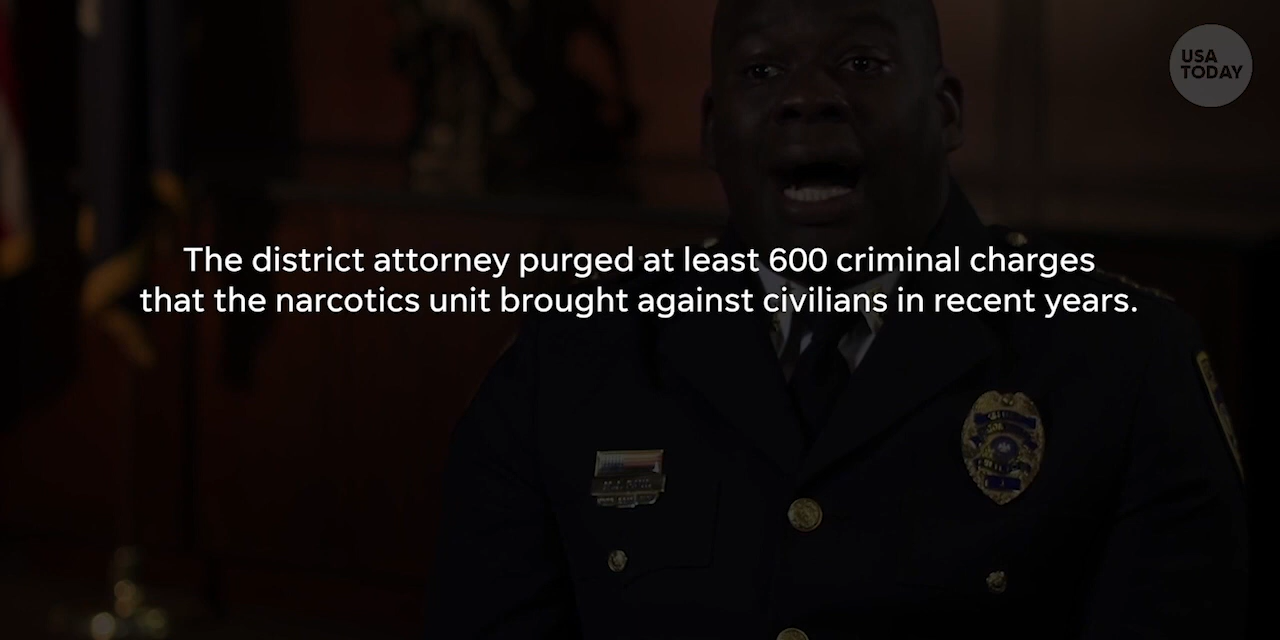 USA
TODAY
The district attorney purged at least 600 criminal charges
that the narcotics unit brought against civilians in recent years.